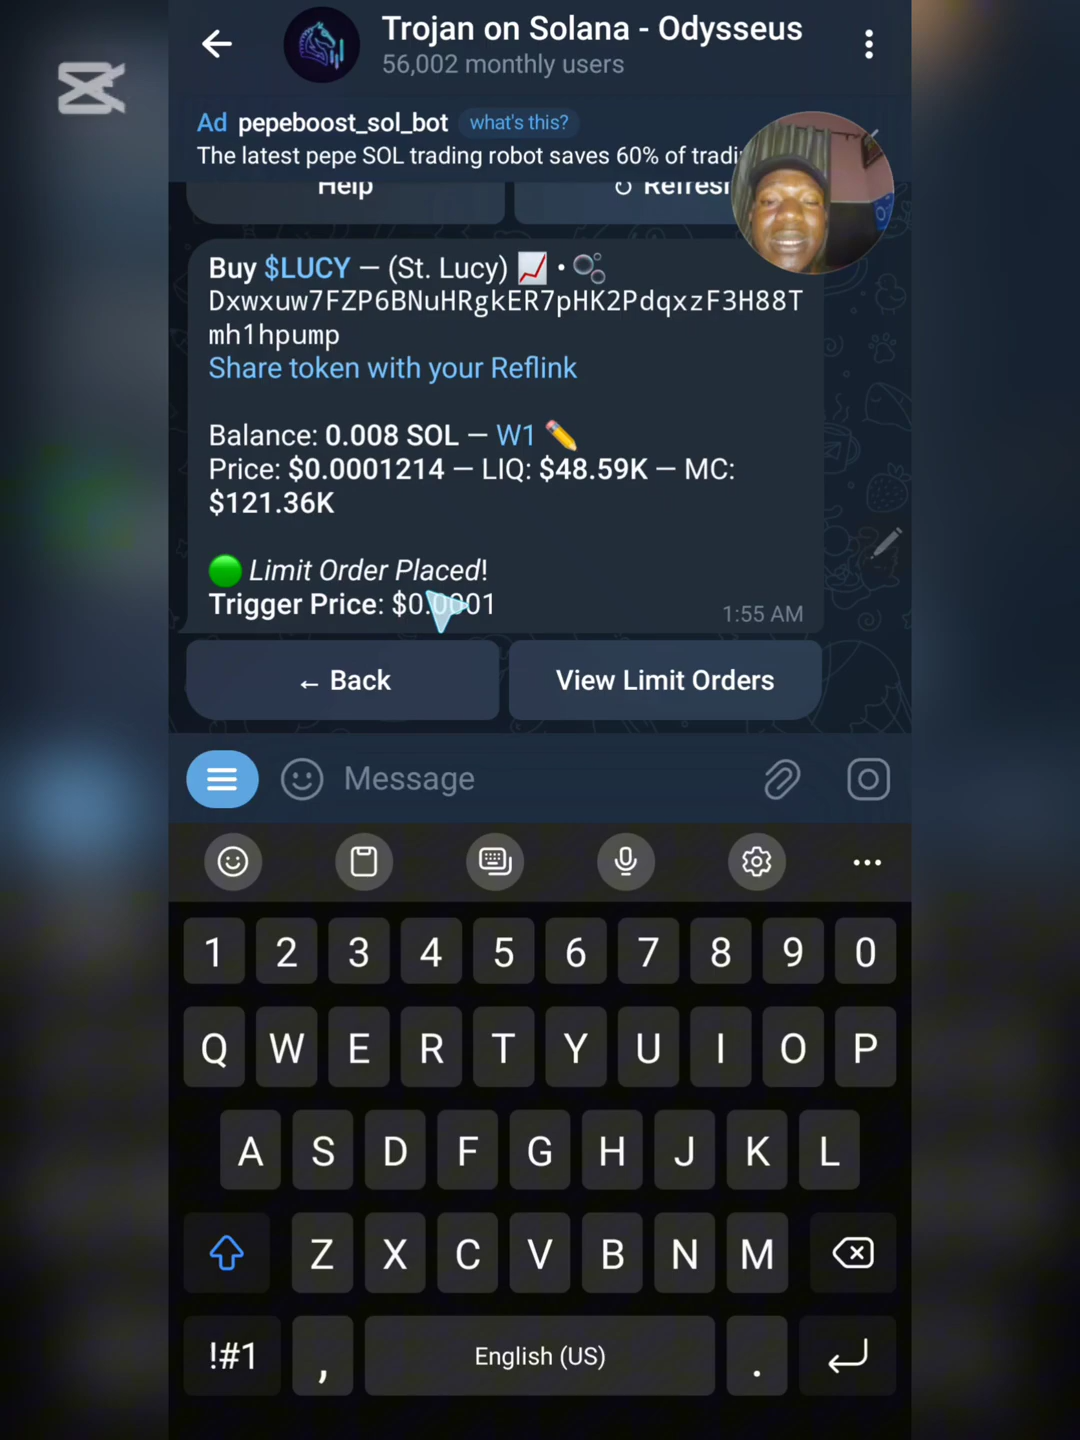 Trojan on Solana - Odysseus
56,002 monthly users
Ad pepeboost_sol_bot what's this?
The latest pepe SOL trading robot saves 60% of
Help
Refresh
Buy $LUCY — (St. Lucy) 📈 • 🫧
Dxwxuw7FZP6BNuHRgkER7pHK2PdqxzF3H88T
mh1hpump
Share token with your Reflink
Balance: 0.008 SOL — W1 ✏️
Price: $0.0001214 — LIQ: $48.59K — MC:
$121.36K
🟢 Limit Order Placed!
Trigger Price: $0.0001
1:55 AM
← Back
View Limit Orders
Message
1 2 3 4 5 6 7 8 9 0
Q W E R T Y U I O P
A S D F G H J K L
Z X C V B N M
!#1 , English (US) .